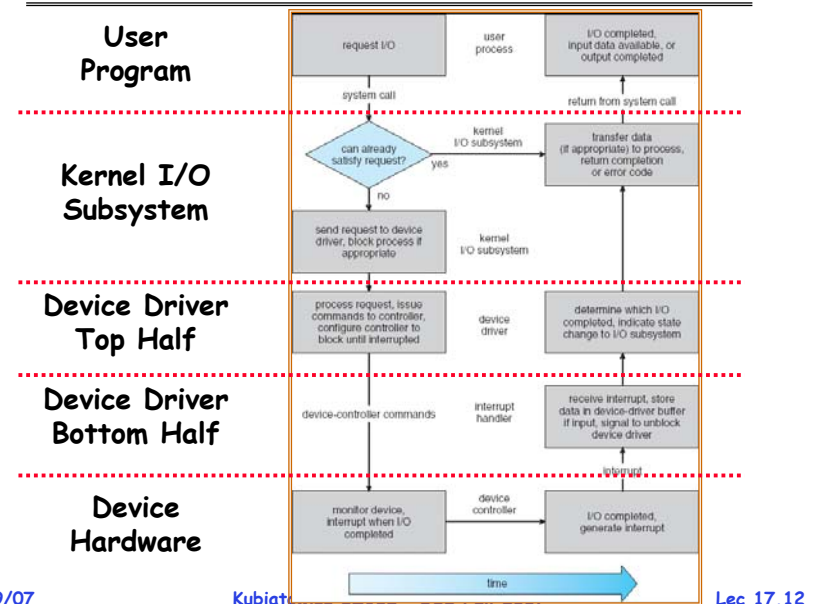 User
Program
request I/O
user
process
I/O completed,
input data available, or
output completed
system call
return from system call
Kernel I/O
Subsystem
can already
satisfy request?
yes
kernel
I/O subsystem
transfer data
(if appropriate) to process,
return completion
or error code
no
send request to device
driver, block process if
appropriate
kernel
I/O subsystem
Device Driver
Top Half
process request, issue
commands to controller,
configure controller to
block until interrupted
device
driver
determine which I/O
completed, indicate state
change to I/O subsystem
Device Driver
Bottom Half
device-controller commands
interrupt
handler
receive interrupt, store
data in device-driver buffer
if input, signal to unblock
device driver
interrupt
Device
Hardware
monitor device,
interrupt when I/O
completed
device
controller
I/O completed,
generate interrupt
time
9/07
Lec 17.12